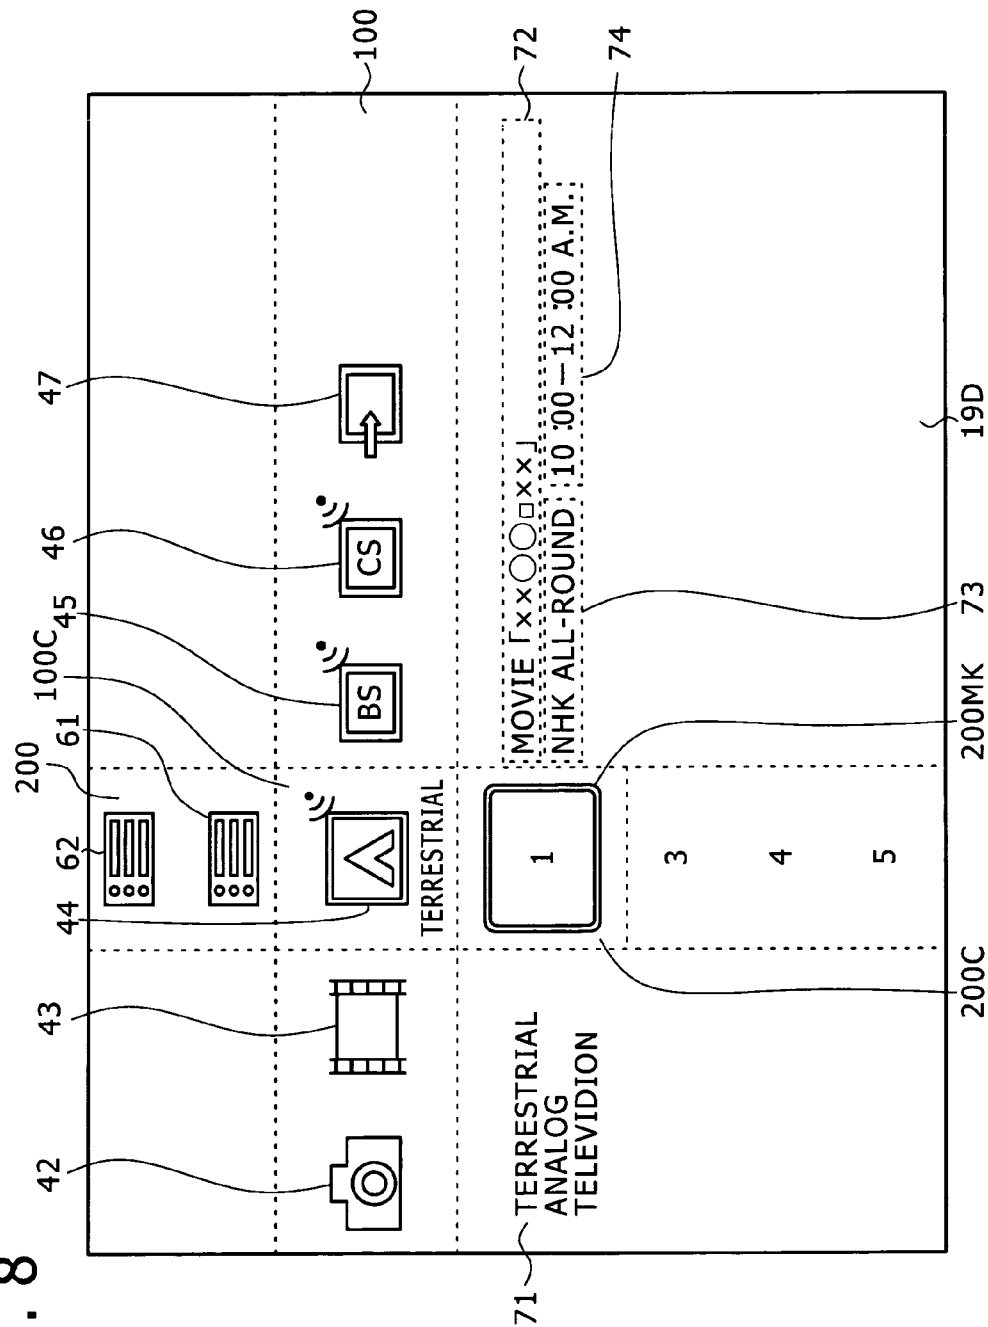 . 8
200
100C
42 43 44 62 61 45 46 47
100
BS CS
TERRESTRIAL
71 TERRESTRIAL
ANALOG
TELEVIDION
1
MOVIE「××○○□××」 72
NHK ALL-ROUND 10:00—12:00 A.M.
74
3
4
5
200C 200MK 73 19D